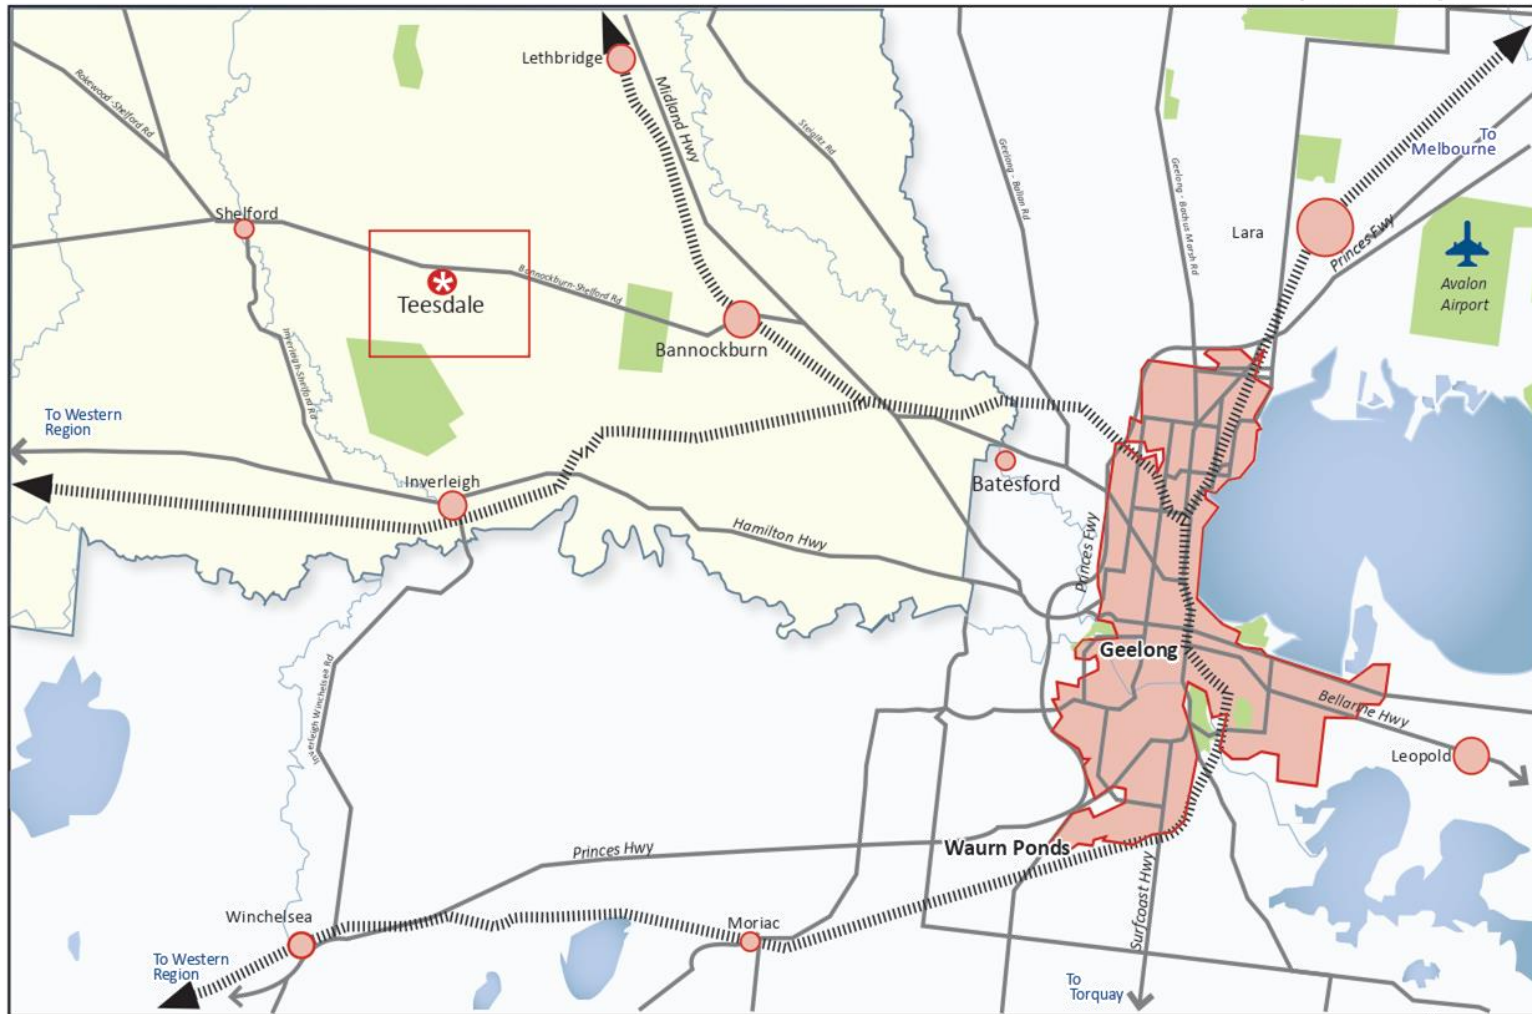 Lethbridge
Midland Hwy
Rokewood-Shelford Rd
Steiglitz Rd
Geelong - Ballan Rd
Geelong - Bachus Marsh Rd
To
Melbourne
Shelford
Lara
Princes Fwy
Avalon
Airport
Teesdale
Bannockburn-Shelford Rd
Bannockburn
Inverleigh-Shelford Rd
To Western
Region
Inverleigh
Batesford
Hamilton Hwy
Princes Fwy
Geelong
Inverleigh Winchelsea Rd
Bellarine Hwy
Leopold
Princes Hwy
Waurn Ponds
Surfcoast Hwy
Winchelsea
Moriac
To Western
Region
To
Torquay